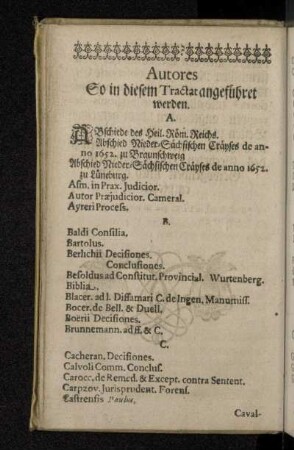 Autores
So in diesem Tractat angeführet
werden.
A.
ABschiede des Heil. Röm. Reichs.
Abschied Nieder-Sächsischen Cräyses de an-
no 1652. zu Braunschweig
Abschied Nieder-Sächsischen Cräyses de anno 1652.
zu Lüneburg.
Asin. in Prax. Judicior.
Autor Præjudicior. Cameral.
Ayreri Process.
B.
Baldi Consilia.
Bartolus.
Berlichii Decisiones.
Conclusiones.
Besoldus ad Constitut. Provincial. Wurtenberg.
Biblia.
Blacer. ad l. Diffamari C. de Ingen. Manumiss.
Bocer. de Bell. & Duell.
Boerii Decisiones.
Brunnemann. ad ff. & C.
C.
Cacheran. Decisiones.
Calvoli Comm. Conclus.
Carocc. de Remed. & Except. contra Sentent.
Carpzov. Jurisprudent. Forens.
Castrensis Paulus.
Caval-